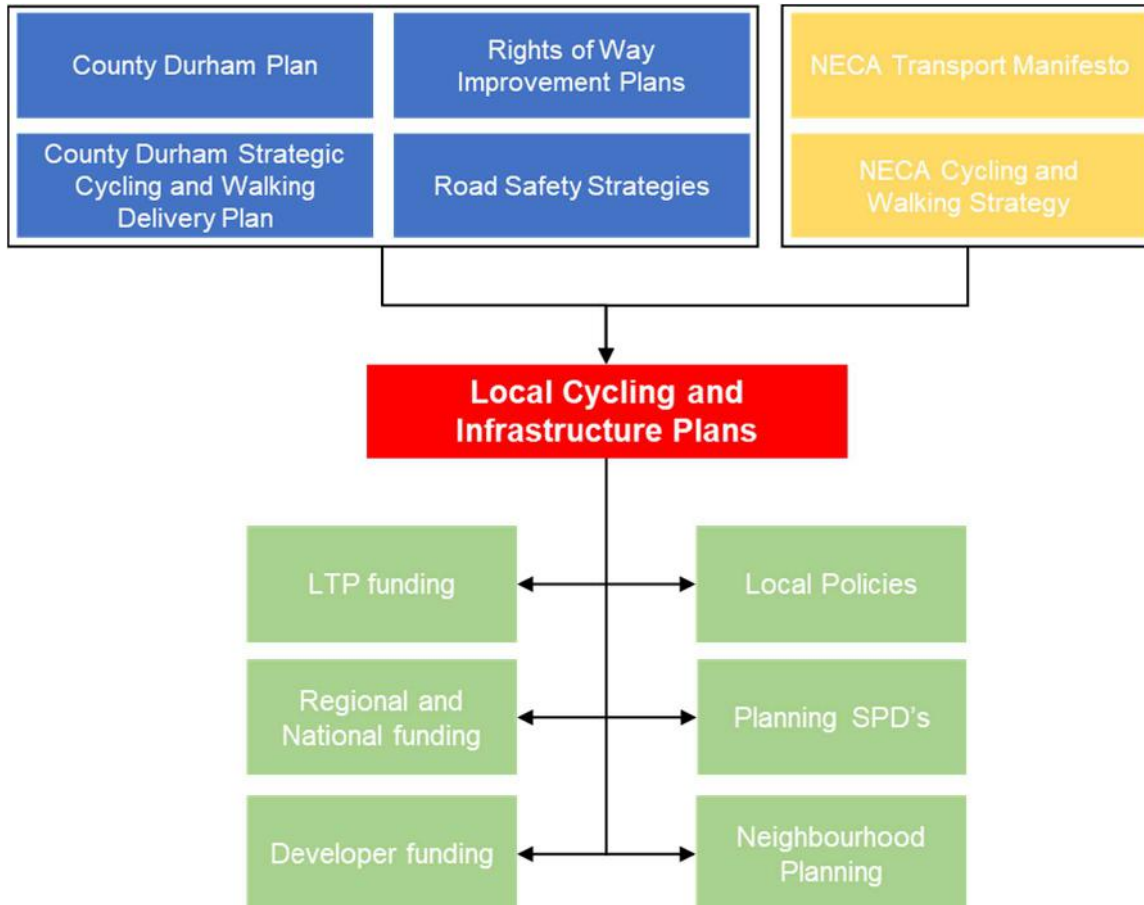 County Durham Plan
Rights of Way
Improvement Plans
NECA Transport Manifesto
County Durham Strategic
Cycling and Walking
Delivery Plan
Road Safety Strategies
NECA Cycling and
Walking Strategy
Local Cycling and
Infrastructure Plans
LTP funding
Local Policies
Regional and
National funding
Planning SPD's
Developer funding
Neighbourhood
Planning